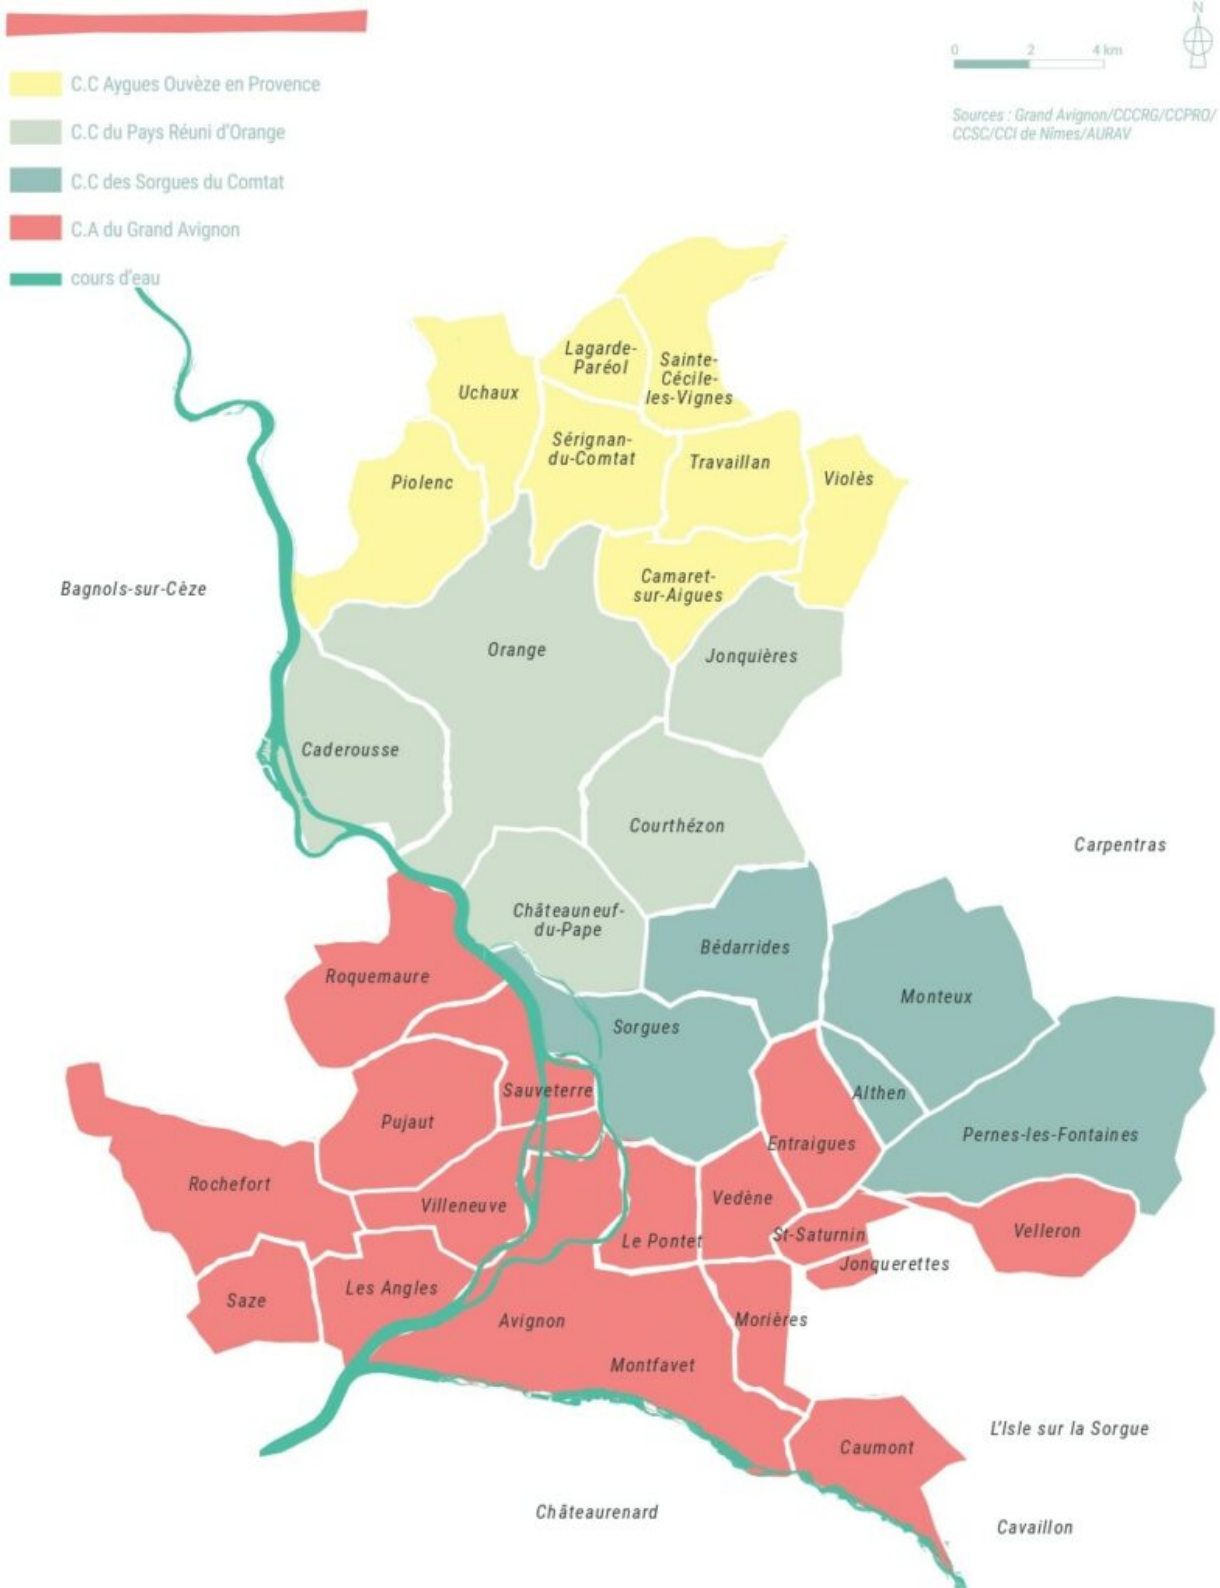 N
0 2 4 km
Sources : Grand Avignon/CCCRG/CCPRO/
CCSC/CCI de Nîmes/AURAV
C.C Aygues Ouvèze en Provence
C.C du Pays Réuni d'Orange
C.C des Sorgues du Comtat
C.A du Grand Avignon
cours d'eau
Lagarde-
Paréol
Sainte-
Cécile-
les-Vignes
Uchaux
Sérignan-
du-Comtat
Travaillan
Violès
Piolenc
Bagnols-sur-Cèze
Camaret-
sur-Aigues
Orange
Jonquières
Caderousse
Courthézon
Carpentras
Châteauneuf-
du-Pape
Bédarrides
Roquemaure
Monteux
Sorgues
Sauveterre
Althen
Pujaut
Entraigues
Pernes-les-Fontaines
Rochefort
Villeneuve
Vedène
Le Pontet
St-Saturnin
Velleron
Jonquerettes
Les Angles
Saze
Avignon
Morières
Montfavet
L'Isle sur la Sorgue
Caumont
Châteaurenard
Cavaillon